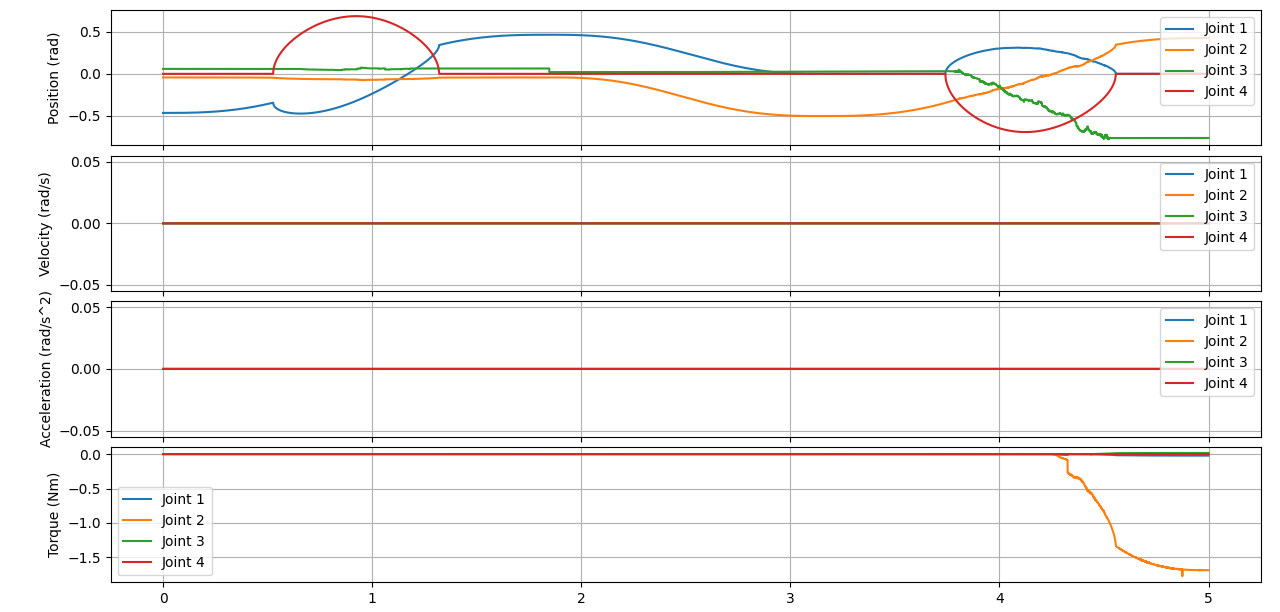 Position (rad)
0.5
0.0
−0.5
Joint 1
Joint 2
Joint 3
Joint 4
Velocity (rad/s)
0.05
0.00
−0.05
Joint 1
Joint 2
Joint 3
Joint 4
Acceleration (rad/s^2)
0.05
0.00
−0.05
Joint 1
Joint 2
Joint 3
Joint 4
Torque (Nm)
0.0
−0.5
−1.0
−1.5
Joint 1
Joint 2
Joint 3
Joint 4
0 1 2 3 4 5